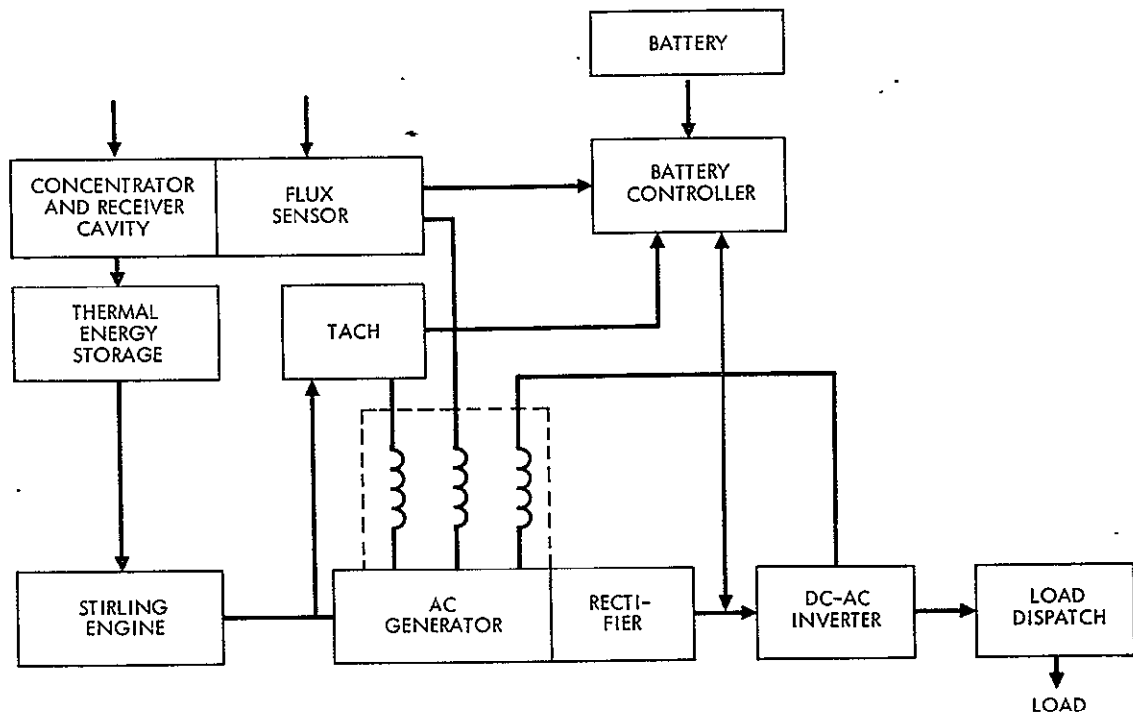 BATTERY
CONCENTRATOR
AND RECEIVER
CAVITY
FLUX
SENSOR
BATTERY
CONTROLLER
THERMAL
ENERGY
STORAGE
TACH
STIRLING
ENGINE
AC
GENERATOR
RECTI-
FIER
DC-AC
INVERTER
LOAD
DISPATCH
LOAD